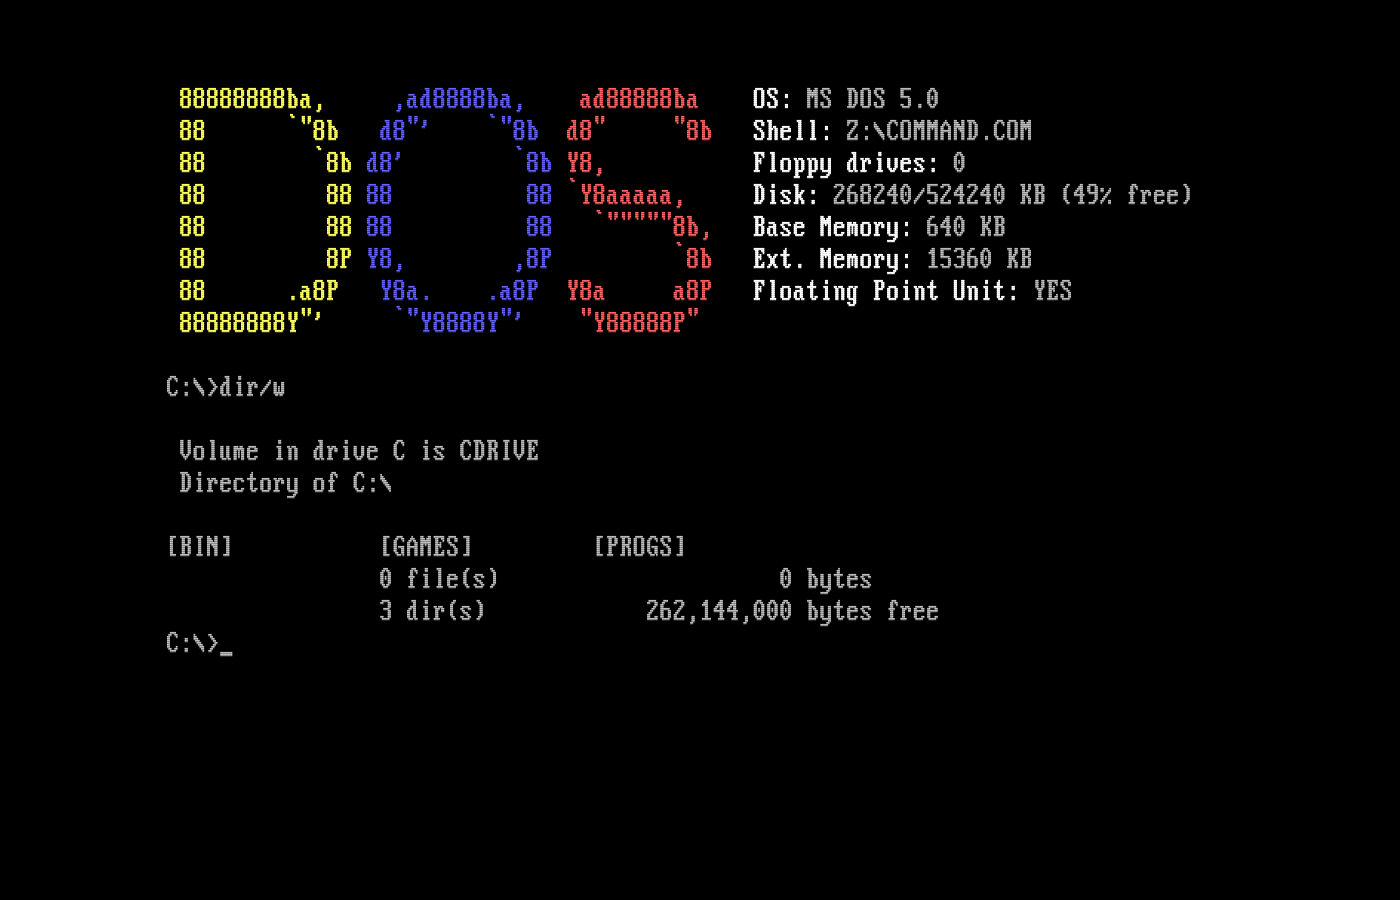 88888888ba,     ,ad8888ba,    ad88888ba    OS: MS DOS 5.0
88      `"8b   d8"'    `"8b  d8"     "8b   Shell: Z:\COMMAND.COM
88        `8b d8'        `8b Y8,           Floppy drives: 0
88         88 88          88 `Y8aaaaa,     Disk: 268240/524240 KB (49% free)
88         88 88          88   `"""""8b,   Base Memory: 640 KB
88         8P Y8,        ,8P         `8b   Ext. Memory: 15360 KB
88      .a8P   Y8a.    .a8P  Y8a     a8P   Floating Point Unit: YES
88888888Y"'     `"Y8888Y"'    "Y88888P"
C:\>dir/w
Volume in drive C is CDRIVE
Directory of C:\
[BIN]           [GAMES]         [PROGS]
0 file(s)                     0 bytes
3 dir(s)            262,144,000 bytes free
C:\>_